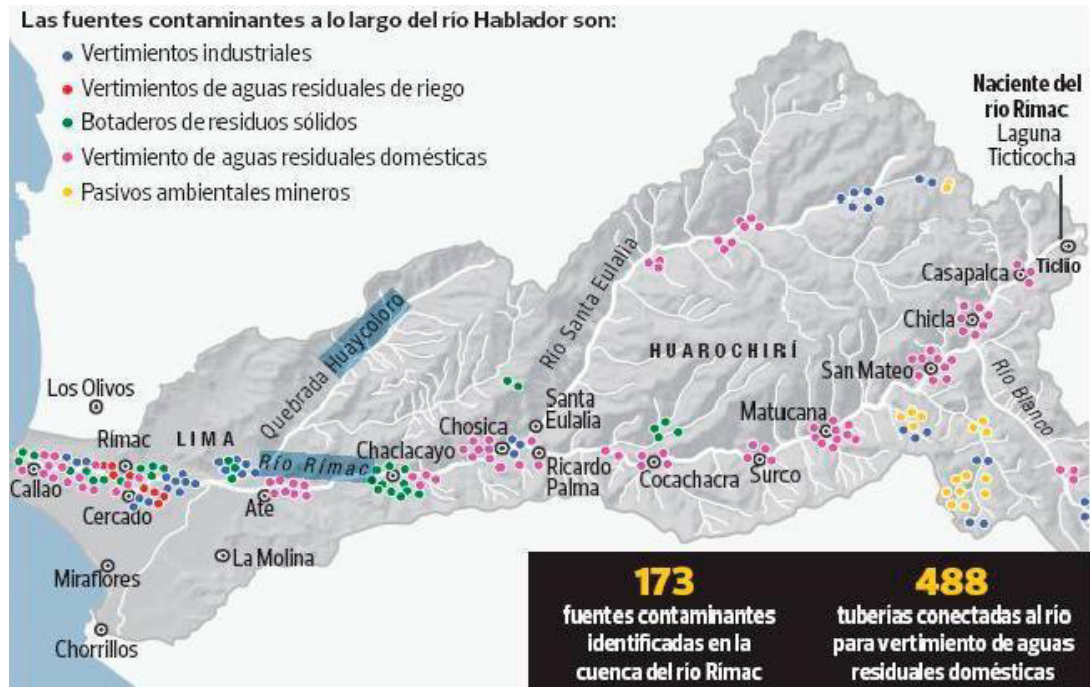 Las fuentes contaminantes a lo largo del río Hablador son:
Vertimientos industriales
Vertimientos de aguas residuales de riego
Botaderos de residuos sólidos
Vertimiento de aguas residuales domésticas
Pasivos ambientales mineros
Naciente del
río Rímac
Laguna
Ticticocha
Ticlio
Casapalca
Chicla
San Mateo
Río Blanco
HUAROCHIRÍ
Río Santa Eulalia
Quebrada Huaycoloro
Los Olivos
Rímac
LIMA
Río Rímac
Chaclacayo
Chosica
Santa
Eulalia
Matucana
Callao
Cercado
Ate
Ricardo
Palma
Cocachacra
Surco
La Molina
Miraflores
Chorrillos
173
fuentes contaminantes
identificadas en la
cuenca del río Rímac
488
tuberías conectadas al río
para vertimiento de aguas
residuales domésticas